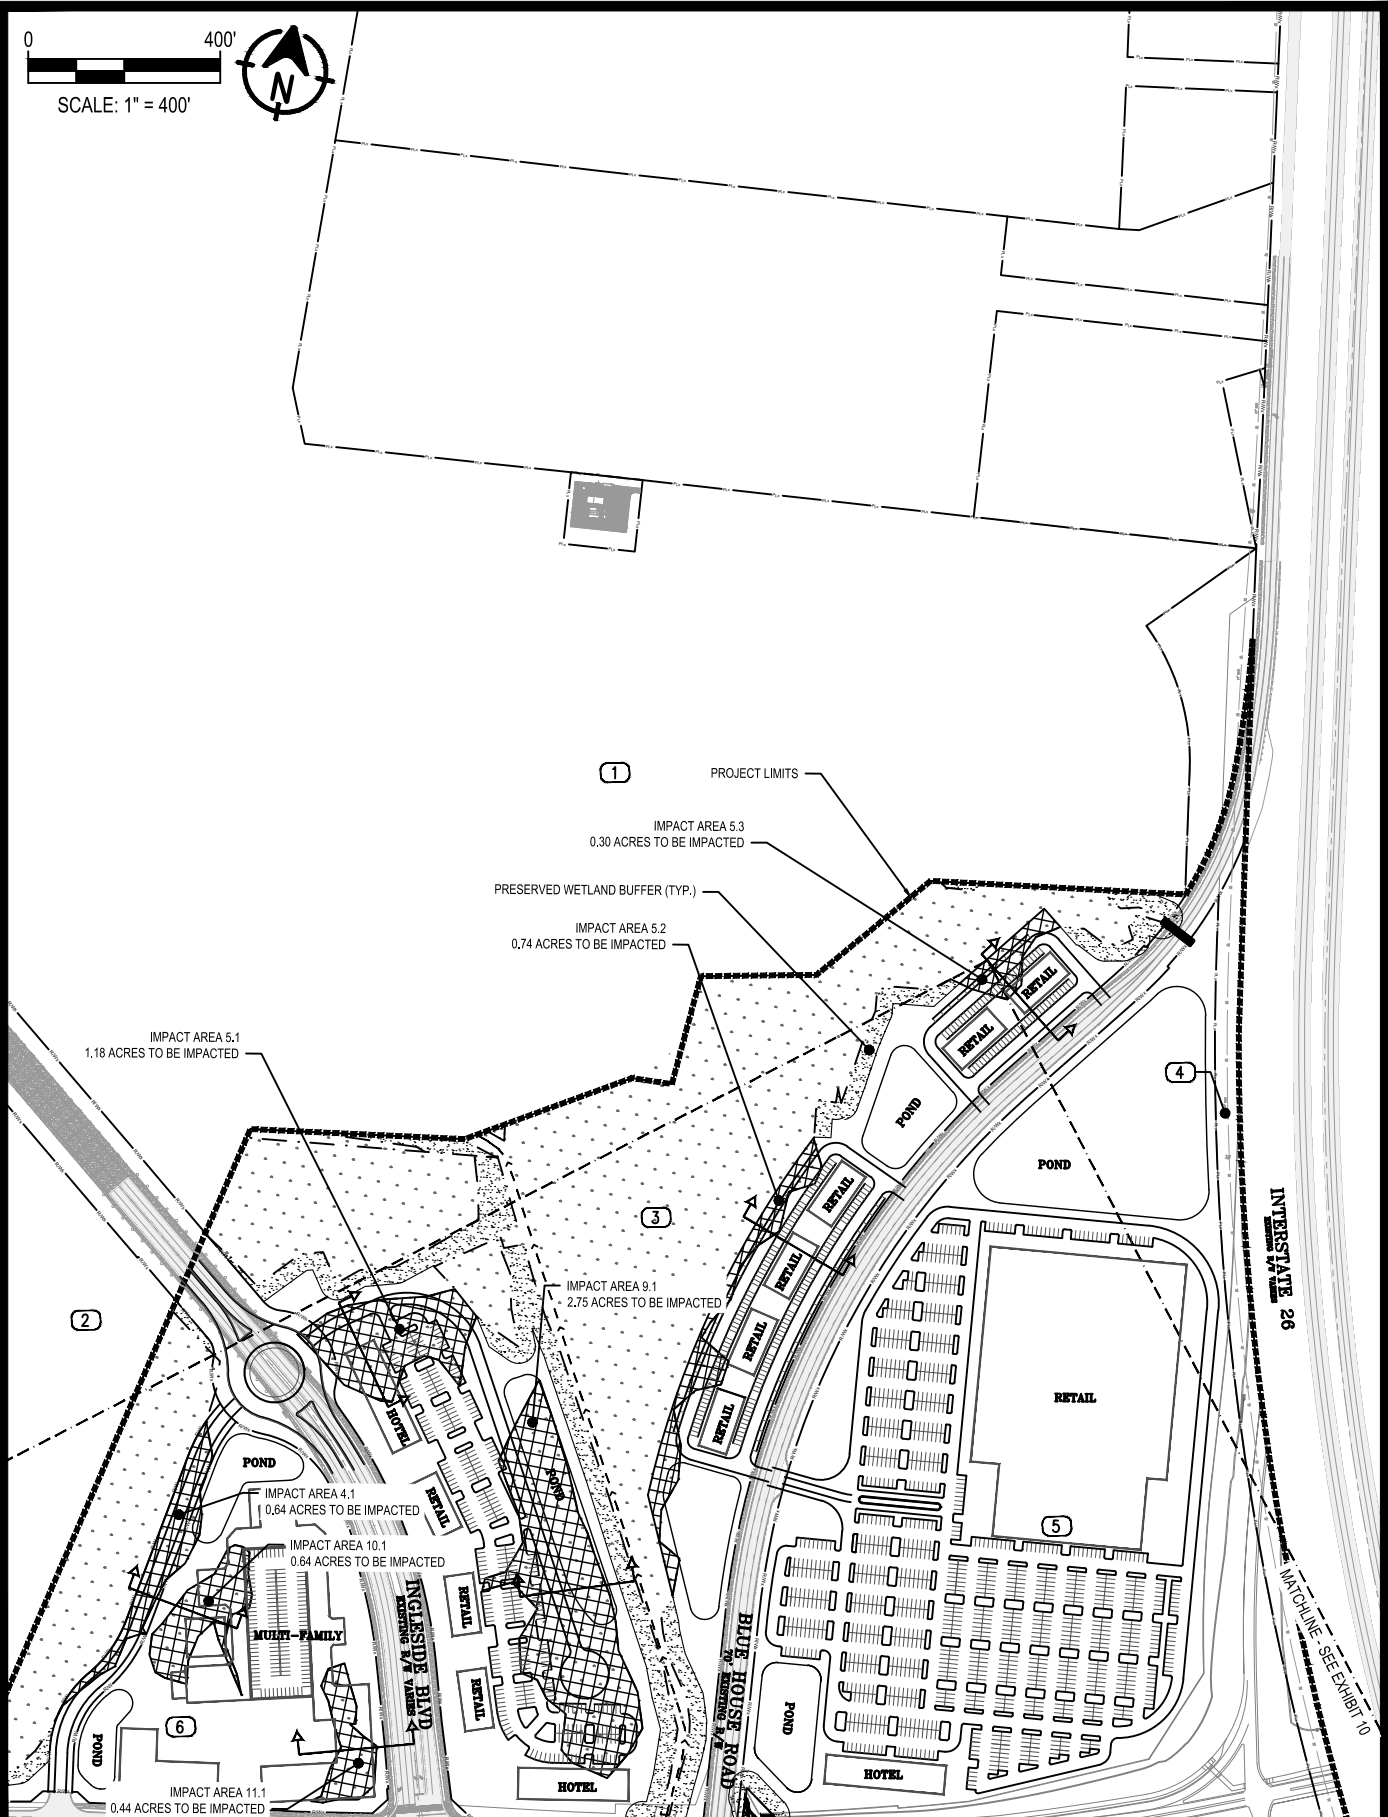 0
400'
SCALE: 1" = 400'
N
1
PROJECT LIMITS
IMPACT AREA 5.3
0.30 ACRES TO BE IMPACTED
PRESERVED WETLAND BUFFER (TYP.)
IMPACT AREA 5.2
0.74 ACRES TO BE IMPACTED
RETAIL
RETAIL
IMPACT AREA 5.1
1.18 ACRES TO BE IMPACTED
4
POND
POND
RETAIL
3
INTERSTATE 26
EXISTING R/W VARIES
RETAIL
IMPACT AREA 9.1
2.75 ACRES TO BE IMPACTED
2
RETAIL
RETAIL
RETAIL
HOTEL
POND
POND
IMPACT AREA 4.1
0.64 ACRES TO BE IMPACTED
RETAIL
5
IMPACT AREA 10.1
0.64 ACRES TO BE IMPACTED
MATCHLINE - SEE EXHIBIT 10
RETAIL
MULTI-FAMILY
INGLESIDE BLVD
EXISTING R/W VARIES
BLUE HOUSE ROAD
70' EXISTING R/W
RETAIL
POND
6
POND
HOTEL
HOTEL
IMPACT AREA 11.1
0.44 ACRES TO BE IMPACTED